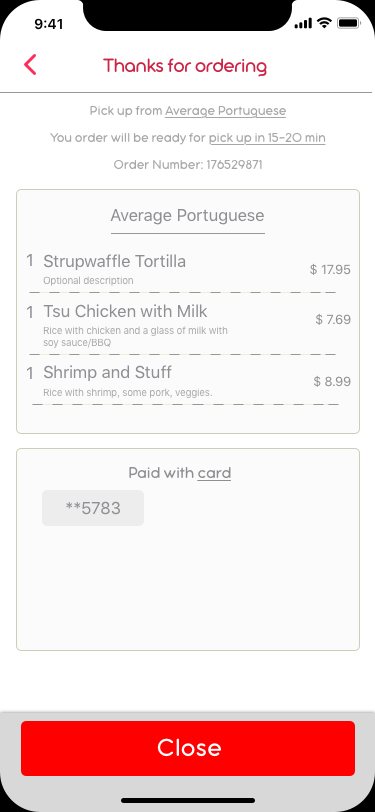 9:41
Thanks for ordering
Pick up from Average Portuguese
You order will be ready for pick up in 15-20 min
Order Number: 176529871
Average Portuguese
1 Strupwaffle Tortilla $ 17.95
Optional description
1 Tsu Chicken with Milk $ 7.69
Rice with chicken and a glass of milk with
soy sauce/BBQ
1 Shrimp and Stuff $ 8.99
Rice with shrimp, some pork, veggies.
Paid with card
**5783
Close